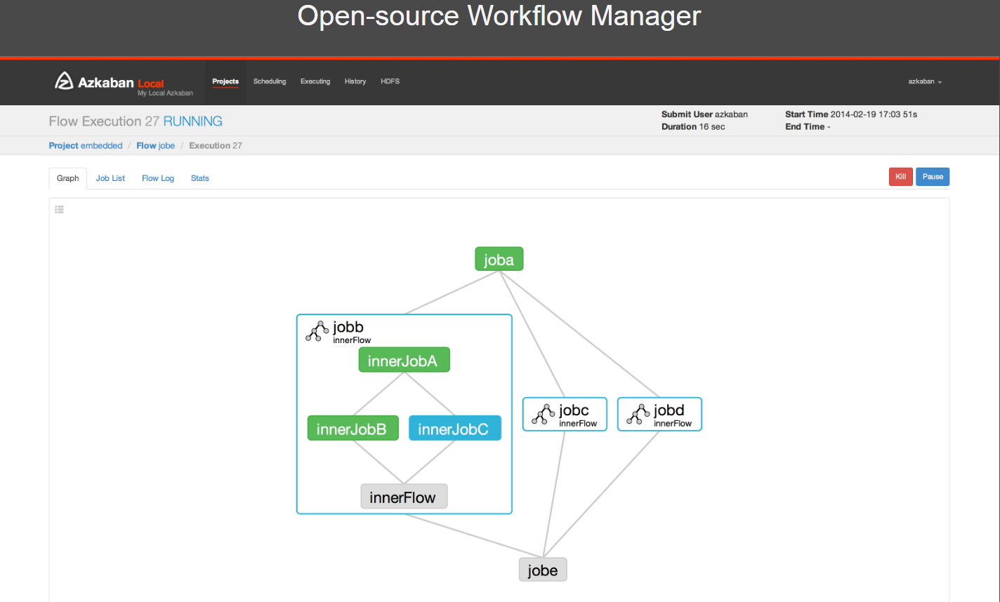 Open-source Workflow Manager
Azkaban Local
My Local Azkaban
Projects Scheduling Executing History HDFS
azkaban
Flow Execution 27 RUNNING
Submit User azkaban
Duration 16 sec
Start Time 2014-02-19 17:03 51s
End Time -
Project embedded / Flow jobe / Execution 27
Graph Job List Flow Log Stats
Kill Pause
joba
jobb
innerFlow
innerJobA
innerJobB
innerJobC
innerFlow
jobc
innerFlow
jobd
innerFlow
jobe